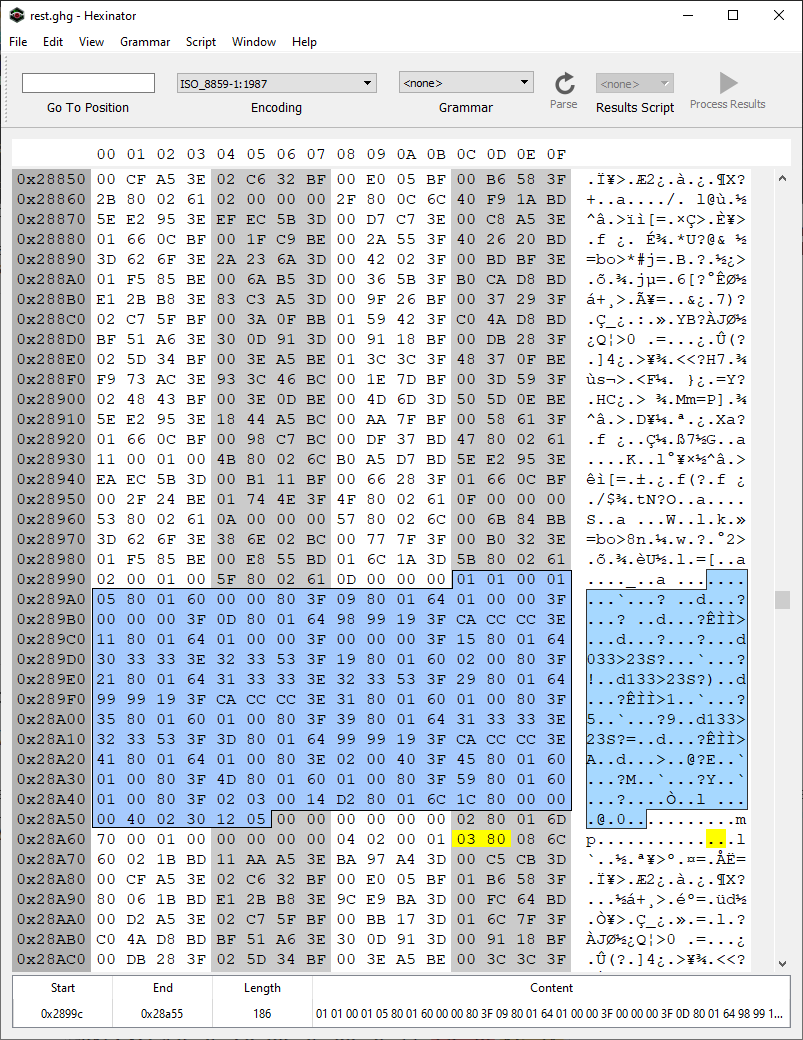 rest.ghg - Hexinator
File Edit View Grammar Script Window Help
ISO_8859-1:1987 <none> <none>
Go To Position Encoding Grammar Parse Results Script Process Results
00 01 02 03 04 05 06 07 08 09 0A 0B 0C 0D 0E 0F
0x28850 00 CF A5 3E 02 C6 32 BF 00 E0 05 BF 00 B6 58 3F .Ï¥>.Æ2¿.à.¿.¶X?
0x28860 2B 80 02 61 02 00 00 00 2F 80 0C 6C 40 F9 1A BD +..a..../..l@ù.½
0x28870 5E E2 95 3E EF EC 5B 3D 00 D7 C7 3E 00 C8 A5 3E ^â.>ïì[=.×Ç>.È¥>
0x28880 01 66 0C BF 00 1F C9 BE 00 2A 55 3F 40 26 20 BD .f.¿..É¾.*U?@& ½
0x28890 3D 62 6F 3E 2A 23 6A 3D 00 42 02 3F 00 BD BF 3E =bo>*#j=.B.?.½¿>
0x288A0 01 F5 85 BE 00 6A B5 3D 00 36 5B 3F B0 CA D8 BD .õ.¾.jµ=.6[?°ÊØ½
0x288B0 E1 2B B8 3E 83 C3 A5 3D 00 9F 26 BF 00 37 29 3F á+¸>.Ã¥=..&¿.7)?
0x288C0 02 C7 5F BF 00 3A 0F BB 01 59 42 3F C0 4A D8 BD .Ç_¿.:.».YB?ÀJØ½
0x288D0 BF 51 A6 3E 30 0D 91 3D 00 91 18 BF 00 DB 28 3F ¿Q¦>0..=...¿.Û(?
0x288E0 02 5D 34 BF 00 3E A5 BE 01 3C 3C 3F 48 37 0F BE .]4¿.>¥¾.<<?H7.¾
0x288F0 F9 73 AC 3E 93 3C 46 BC 00 1E 7D BF 00 3D 59 3F ùs¬>.<F¼..}¿.=Y?
0x28900 02 48 43 BF 00 3E 0D BE 00 4D 6D 3D 50 5D 0E BE .HC¿.>.¾.Mm=P].¾
0x28910 5E E2 95 3E 18 44 A5 BC 00 AA 7F BF 00 58 61 3F ^â.>.D¥¼.ª.¿.Xa?
0x28920 01 66 0C BF 00 98 C7 BC 00 DF 37 BD 47 80 02 61 .f.¿..Ç¼.ß7½G..a
0x28930 11 00 01 00 4B 80 02 6C B0 A5 D7 BD 5E E2 95 3E ....K..l°¥×½^â.>
0x28940 EA EC 5B 3D 00 B1 11 BF 00 66 28 3F 01 66 0C BF êì[=.±.¿.f(?.f.¿
0x28950 00 2F 24 BE 01 74 4E 3F 4F 80 02 61 0F 00 00 00 ./$¾.tN?O..a....
0x28960 53 80 02 61 0A 00 00 00 57 80 02 6C 00 6B 84 BB S..a....W..l.k.»
0x28970 3D 62 6F 3E 38 6E 02 BC 00 77 7F 3F 00 B0 32 3E =bo>8n.¼.w.?.°2>
0x28980 01 F5 85 BE 00 E8 55 BD 01 6C 1A 3D 5B 80 02 61 .õ.¾.èU½.l.=[..a
0x28990 02 00 01 00 5F 80 02 61 0D 00 00 00 01 01 00 01 ...._..a........
0x289A0 05 80 01 60 00 00 80 3F 09 80 01 64 01 00 00 3F ...`...?...d...?
0x289B0 00 00 00 3F 0D 80 01 64 98 99 19 3F CA CC CC 3E ...?...d...?ÊÌÌ>
0x289C0 11 80 01 64 01 00 00 3F 00 00 00 3F 15 80 01 64 ...d...?...?...d
0x289D0 30 33 33 3E 32 33 53 3F 19 80 01 60 02 00 80 3F 033>23S?...`...?
0x289E0 21 80 01 64 31 33 33 3E 32 33 53 3F 29 80 01 64 !..d133>23S?)..d
0x289F0 99 99 19 3F CA CC CC 3E 31 80 01 60 01 00 80 3F ...?ÊÌÌ>1..`...?
0x28A00 35 80 01 60 01 00 80 3F 39 80 01 64 31 33 33 3E 5..`...?9..d133>
0x28A10 32 33 53 3F 3D 80 01 64 99 99 19 3F CA CC CC 3E 23S?=..d...?ÊÌÌ>
0x28A20 41 80 01 64 01 00 80 3E 02 00 40 3F 45 80 01 60 A..d...>..@?E..`
0x28A30 01 00 80 3F 4D 80 01 60 01 00 80 3F 59 80 01 60 ...?M..`...?Y..`
0x28A40 01 00 80 3F 02 03 00 14 D2 80 01 6C 1C 80 00 00 ...?....Ò..l....
0x28A50 00 40 02 30 12 05 00 00 00 00 00 00 02 80 01 6D .@.0...........m
0x28A60 70 00 01 00 00 00 00 00 04 02 00 01 03 80 08 6C p..............l
0x28A70 60 02 1B BD 11 AA A5 3E BA 97 A4 3D 00 C5 CB 3D `..½.ª¥>º.¤=.ÅË=
0x28A80 00 CF A5 3E 02 C6 32 BF 00 E0 05 BF 01 B6 58 3F .Ï¥>.Æ2¿.à.¿.¶X?
0x28A90 80 06 1B BD E1 2B B8 3E 9C E9 BA 3D 00 FC 64 BD ...½á+¸>.éº=.üd½
0x28AA0 00 D2 A5 3E 02 C7 5F BF 00 BB 17 3D 01 6C 7F 3F .Ò¥>.Ç_¿.».=.l.?
0x28AB0 C0 4A D8 BD BF 51 A6 3E 30 0D 91 3D 00 91 18 BF ÀJØ½¿Q¦>0..=...¿
0x28AC0 00 DB 28 3F 02 5D 34 BF 00 3E A5 BE 00 3C 3C 3F .Û(?.]4¿.>¥¾.<<?
Start End Length Content
0x2899c 0x28a55 186 01 01 00 01 05 80 01 60 00 00 80 3F 09 80 01 64 01 00 00 3F 00 00 00 3F 0D 80 01 64 98 99 1...